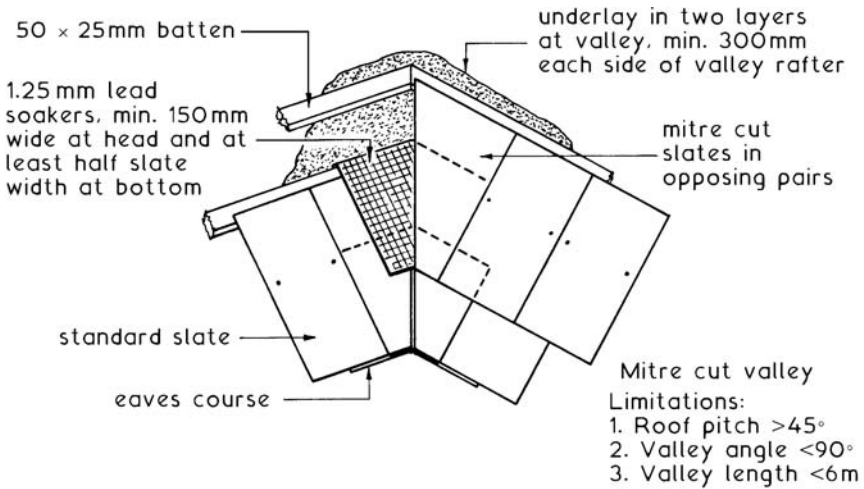 50 × 25mm batten
underlay in two layers
at valley, min. 300mm
each side of valley rafter
1.25 mm lead
soakers, min. 150mm
wide at head and at
least half slate
width at bottom
mitre cut
slates in
opposing pairs
standard slate
eaves course
Mitre cut valley
Limitations:
1. Roof pitch >45°
2. Valley angle <90°
3. Valley length <6m